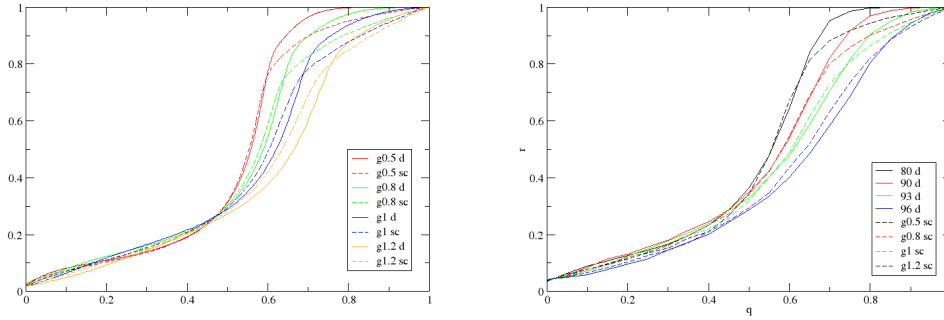 1
0.8
0.6
0.4
0.2
0
0 0.2 0.4 0.6 0.8 1
g0.5 d
g0.5 sc
g0.8 d
g0.8 sc
g1 d
g1 sc
g1.2 d
g1.2 sc
1
0.8
0.6
r
0.4
0.2
0
0 0.2 0.4 0.6 0.8
q
80 d
90 d
93 d
96 d
g0.5 sc
g0.8 sc
g1 sc
g1.2 sc